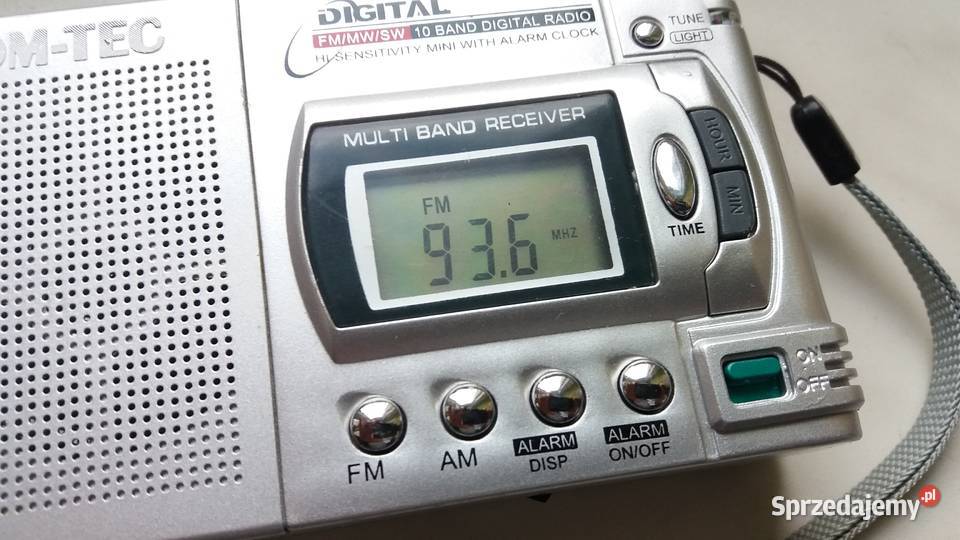 OM-TEC
DIGITAL
FM/MW/SW 10 BAND DIGITAL RADIO
HI-SENSITIVITY MINI WITH ALARM CLOCK
TUNE
LIGHT
MULTI BAND RECEIVER
FM
93.6 MHZ
HOUR
MIN
TIME
ON
OFF
FM
AM
ALARM
DISP
ALARM
ON/OFF
Sprzedajemy.pl